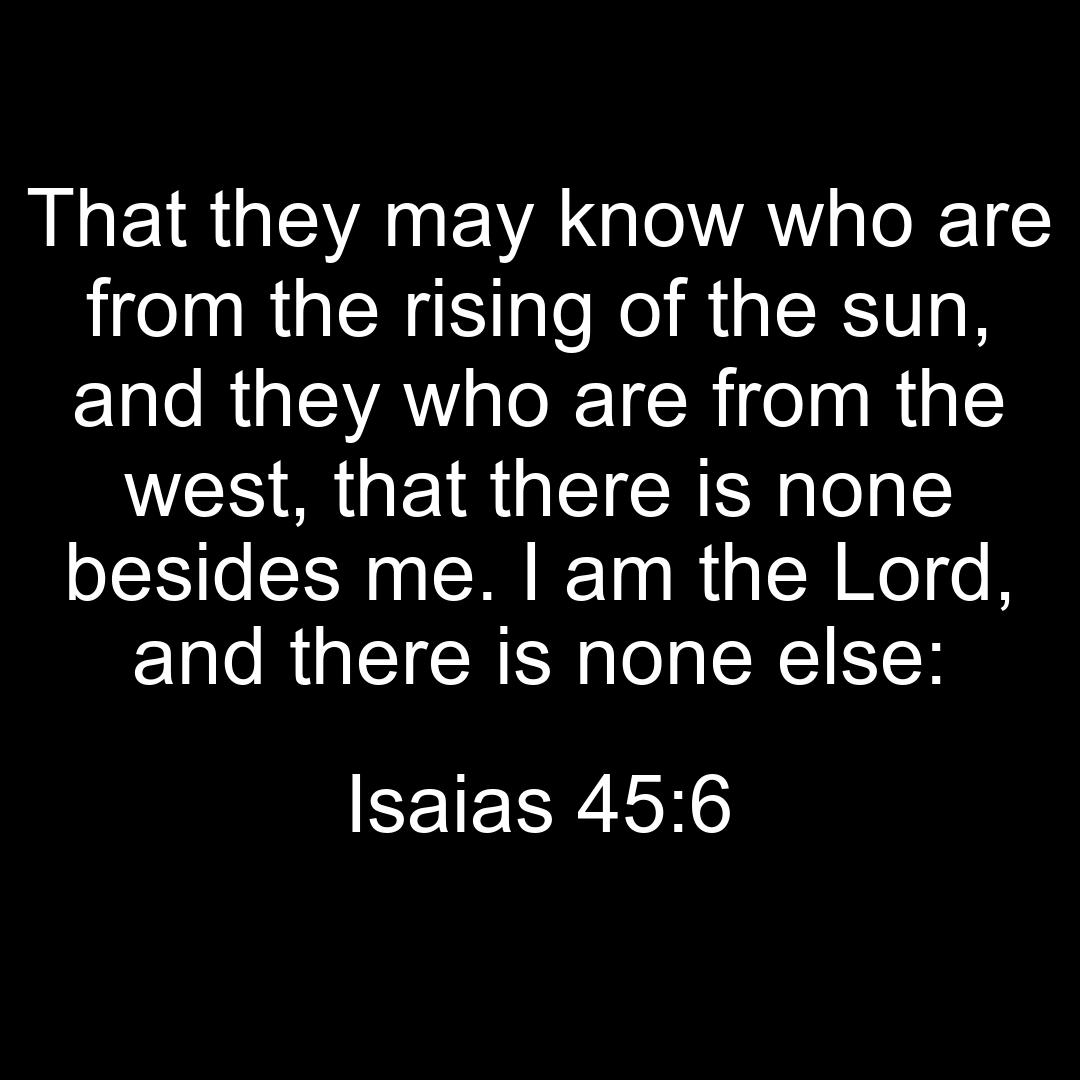 That they may know who are
from the rising of the sun,
and they who are from the
west, that there is none
besides me. I am the Lord,
and there is none else:
Isaias 45:6